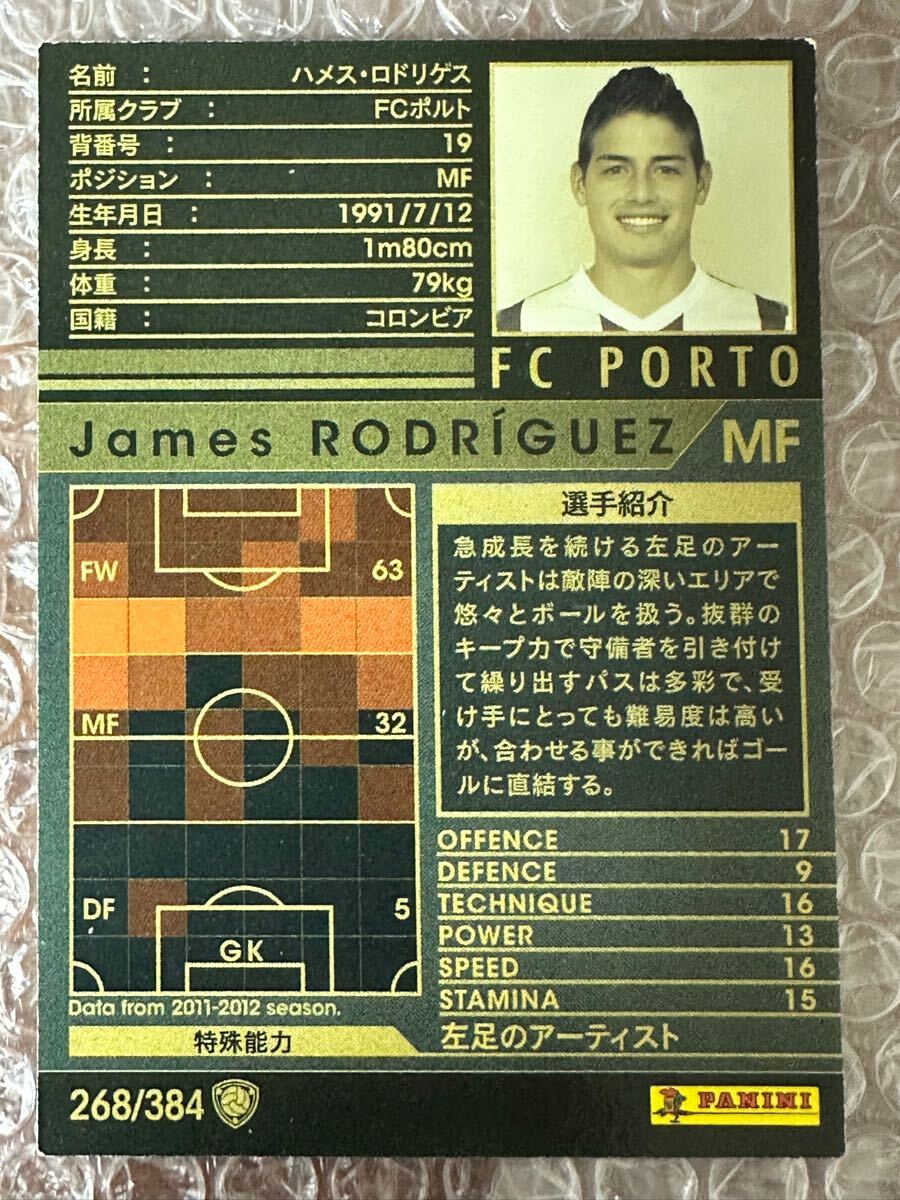 名前 : ハメス・ロドリゲス
所属クラブ : FCポルト
背番号 : 19
ポジション : MF
生年月日 : 1991/7/12
身長 : 1m80cm
体重 : 79kg
国籍 : コロンビア
FC PORTO
James RODRÍGUEZ MF
FW 63
MF 32
DF 5
GK
Data from 2011-2012 season.
選手紹介
急成長を続ける左足のアー
ティストは敵陣の深いエリアで
悠々とボールを扱う。抜群の
キープ力で守備者を引き付け
て繰り出すパスは多彩で、受
け手にとっても難易度は高い
が、合わせる事ができればゴー
ルに直結する。
OFFENCE 17
DEFENCE 9
TECHNIQUE 16
POWER 13
SPEED 16
STAMINA 15
特殊能力 左足のアーティスト
268/384
PANINI